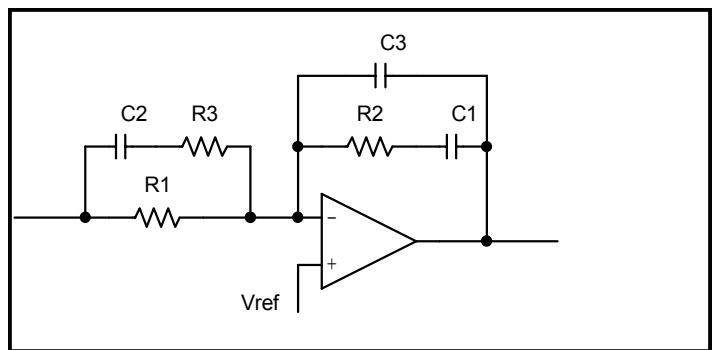 C3
C2 R3 R2 C1
R1
−
+
Vref